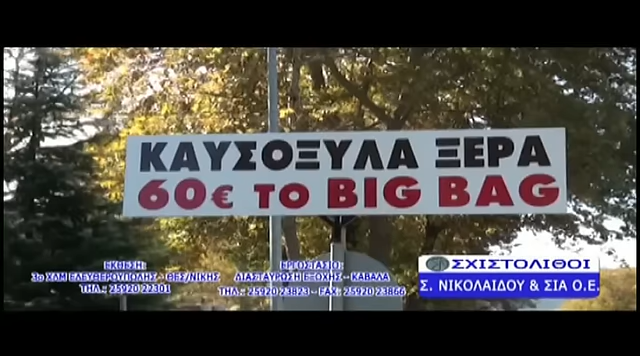 ΚΑΥΣΟΞΥΛΑ ΞΕΡΑ
60€ ΤΟ BIG BAG
ΕΚΘΕΣΗ:
3ο ΧΛΜ ΕΛΕΥΘΕΡΟΥΠΟΛΗΣ - ΘΕΣ/ΝΙΚΗΣ
ΤΗΛ.: 25920 22301
ΕΡΓΟΣΤΑΣΙΟ:
ΔΙΑΣΤΑΥΡΩΣΗ ΕΞΟΧΗΣ - ΚΑΒΑΛΑ
ΤΗΛ.: 25920 23823 - FAX: 25920 23866
ΣΧΙΣΤΟΛΙΘΟΙ
Σ. ΝΙΚΟΛΑΙΔΟΥ & ΣΙΑ Ο.Ε.